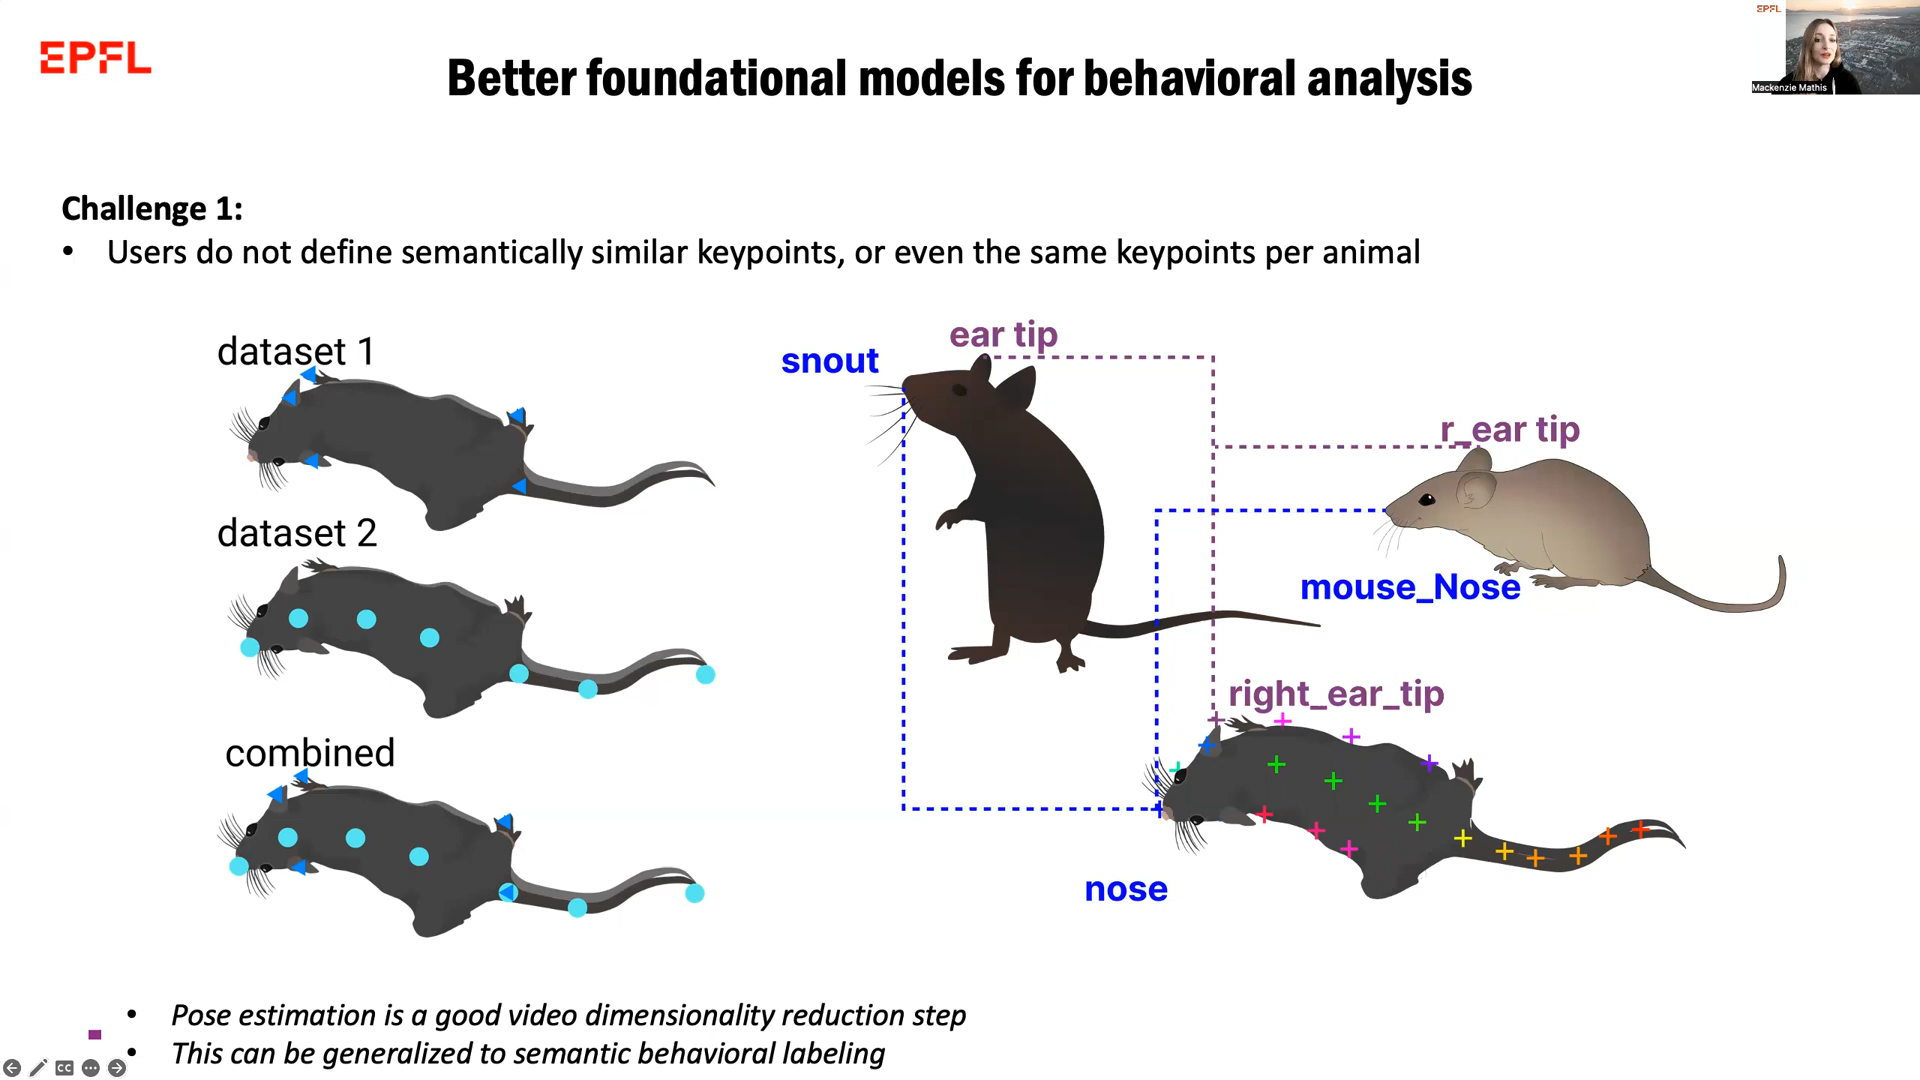 EPFL
Better foundational models for behavioral analysis
EPFL
Mackenzie Mathis
Challenge 1:
• Users do not define semantically similar keypoints, or even the same keypoints per animal
dataset 1
dataset 2
combined
snout
ear tip
r_ear tip
mouse_Nose
right_ear_tip
nose
• Pose estimation is a good video dimensionality reduction step
• This can be generalized to semantic behavioral labeling
CC